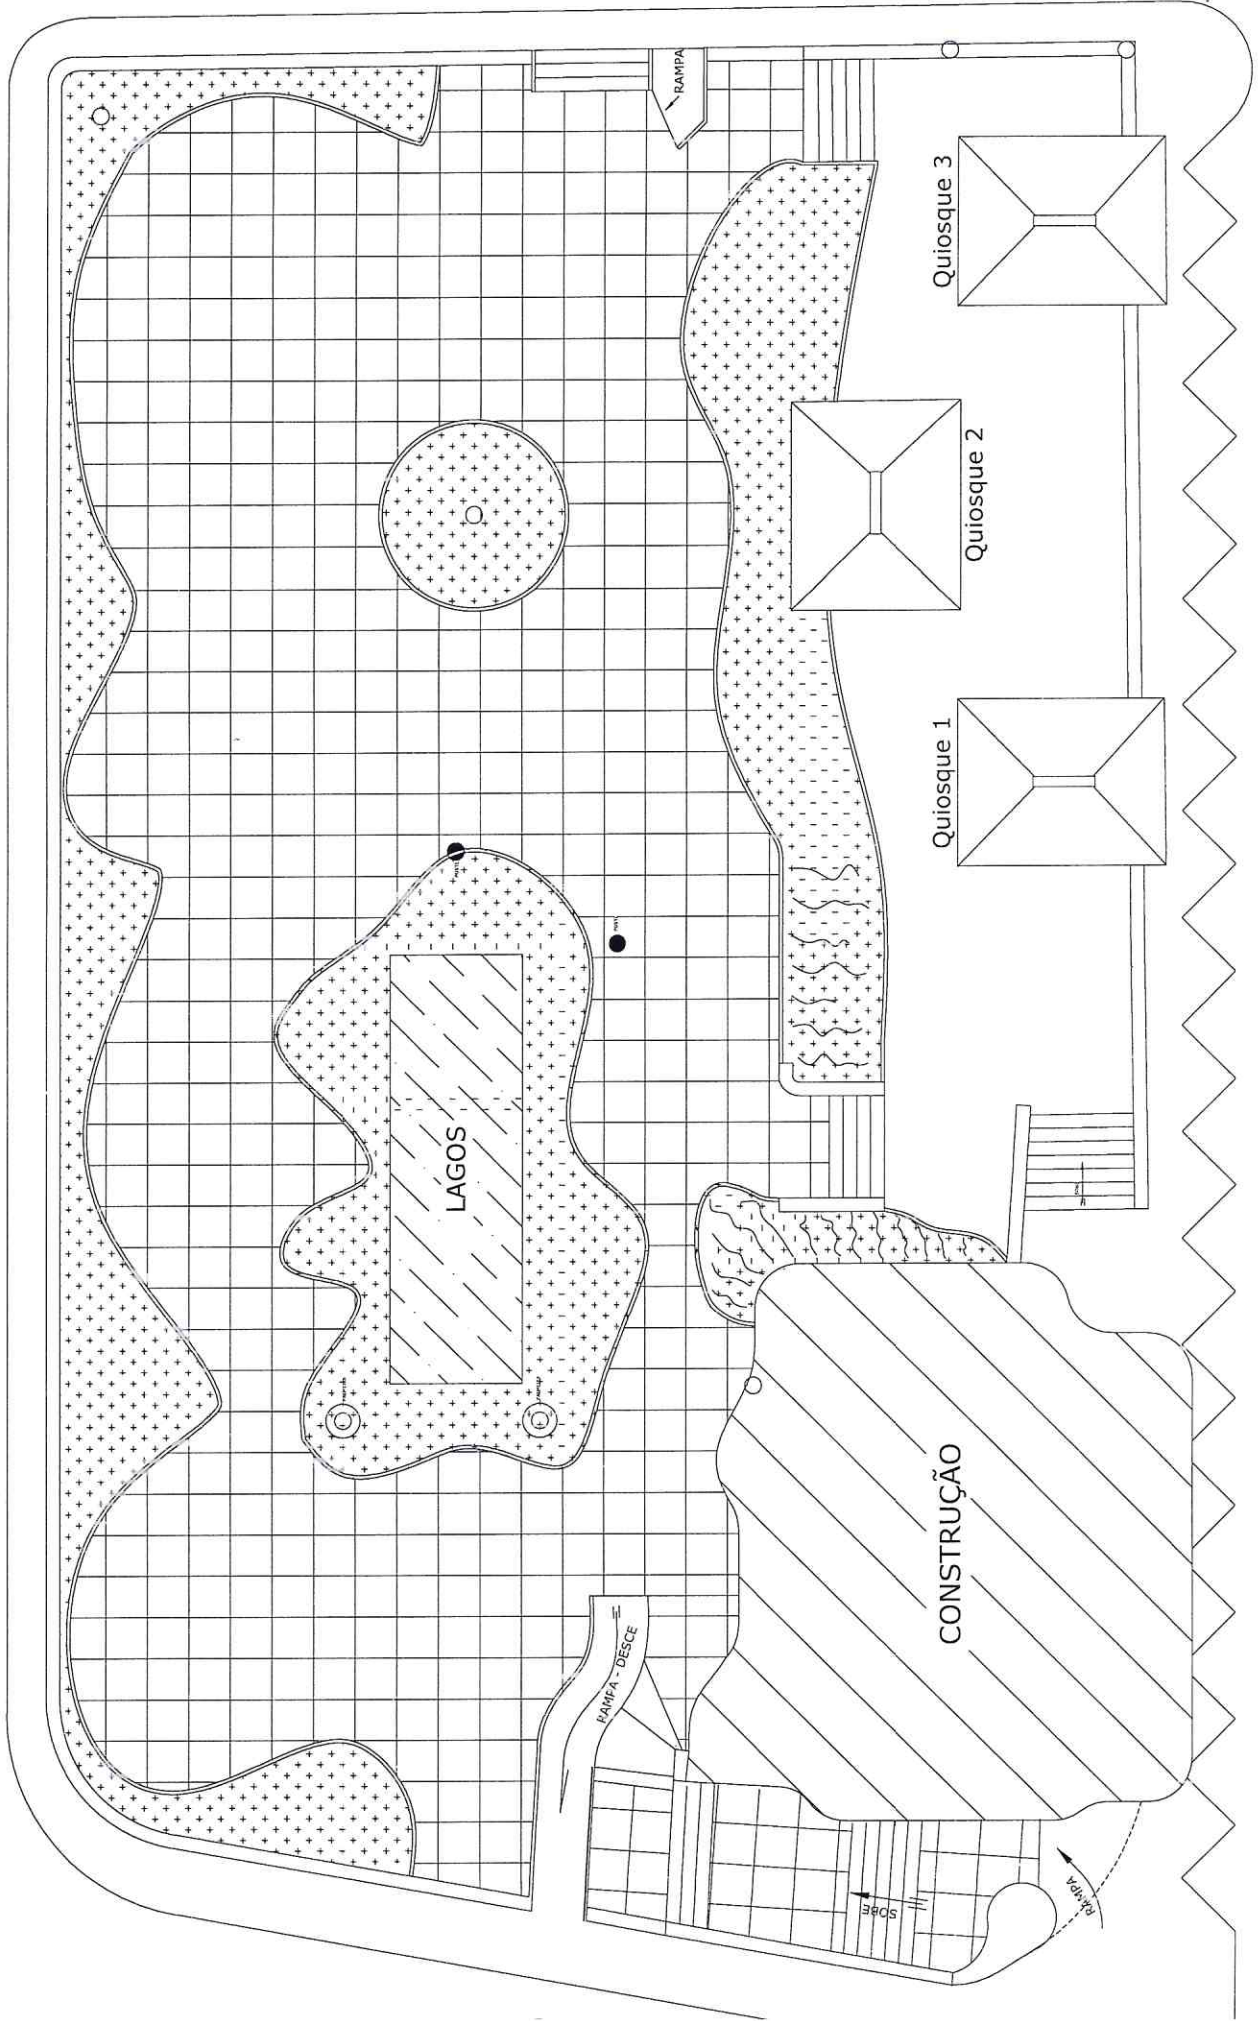 RAMPA
Quiosque 3
Quiosque 2
Quiosque 1
LAGOS
CONSTRUÇÃO
RAMPA - DESCE
SOBE
RAMPA